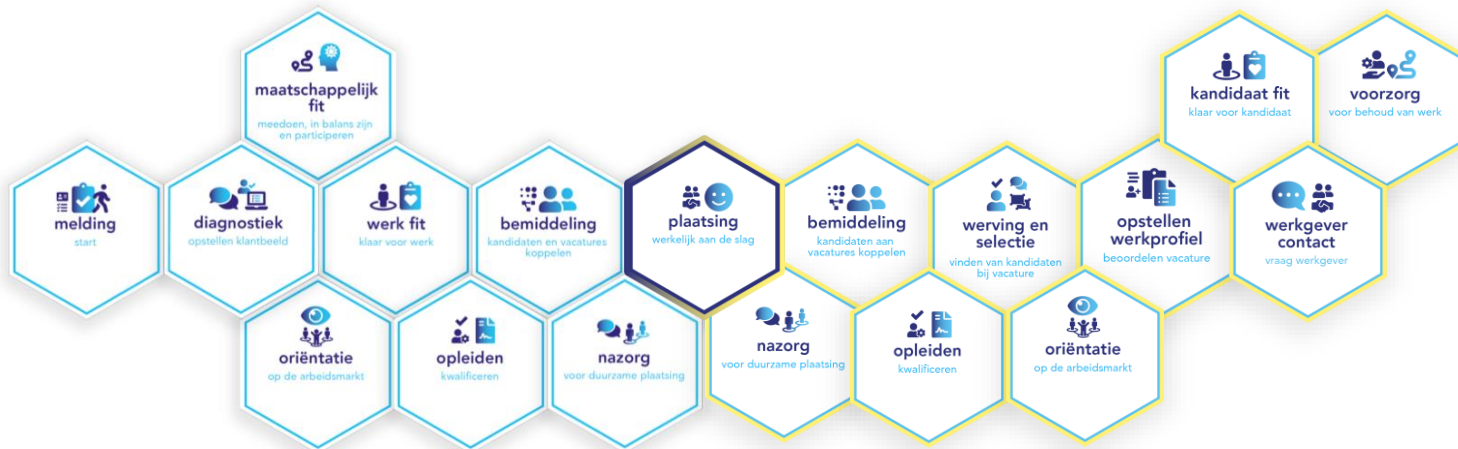 maatschappelijk
fit
meedoen, in balans zijn
en participeren
kandidaat fit
klaar voor kandidaat
voorzorg
voor behoud van werk
melding
start
diagnostiek
opstellen klantbeeld
werk fit
klaar voor werk
bemiddeling
kandidaten en vacatures
koppelen
plaatsing
werkelijk aan de slag
bemiddeling
kandidaten aan
vacatures koppelen
werving en
selectie
vinden van kandidaten
bij vacature
opstellen
werkprofiel
beoordelen vacature
werkgever
contact
vraag werkgever
oriëntatie
op de arbeidsmarkt
opleiden
kwalificeren
nazorg
voor duurzame plaatsing
nazorg
voor duurzame plaatsing
opleiden
kwalificeren
oriëntatie
op de arbeidsmarkt